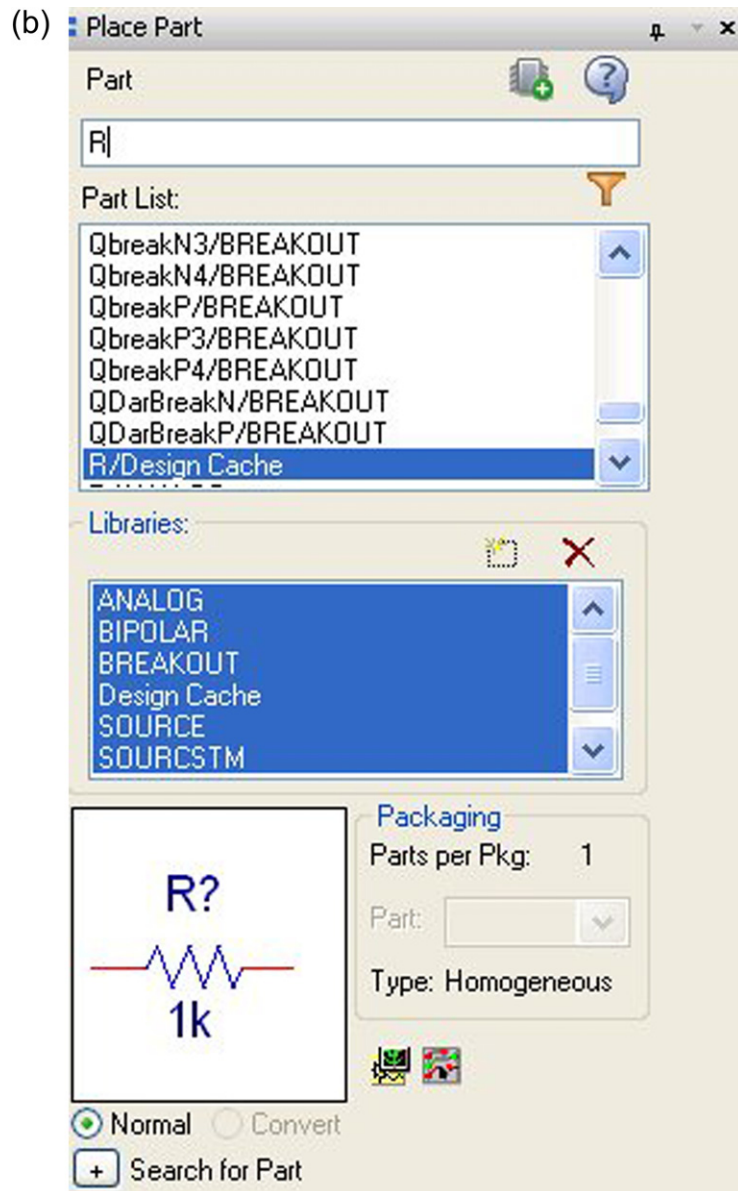 (b)
Place Part
Part
R
Part List:
QbreakN3/BREAKOUT
QbreakN4/BREAKOUT
QbreakP/BREAKOUT
QbreakP3/BREAKOUT
QbreakP4/BREAKOUT
QDarBreakN/BREAKOUT
QDarBreakP/BREAKOUT
R/Design Cache
Libraries:
ANALOG
BIPOLAR
BREAKOUT
Design Cache
SOURCE
SOURCSTM
R?
1k
Packaging
Parts per Pkg: 1
Part:
Type: Homogeneous
Normal Convert
+ Search for Part